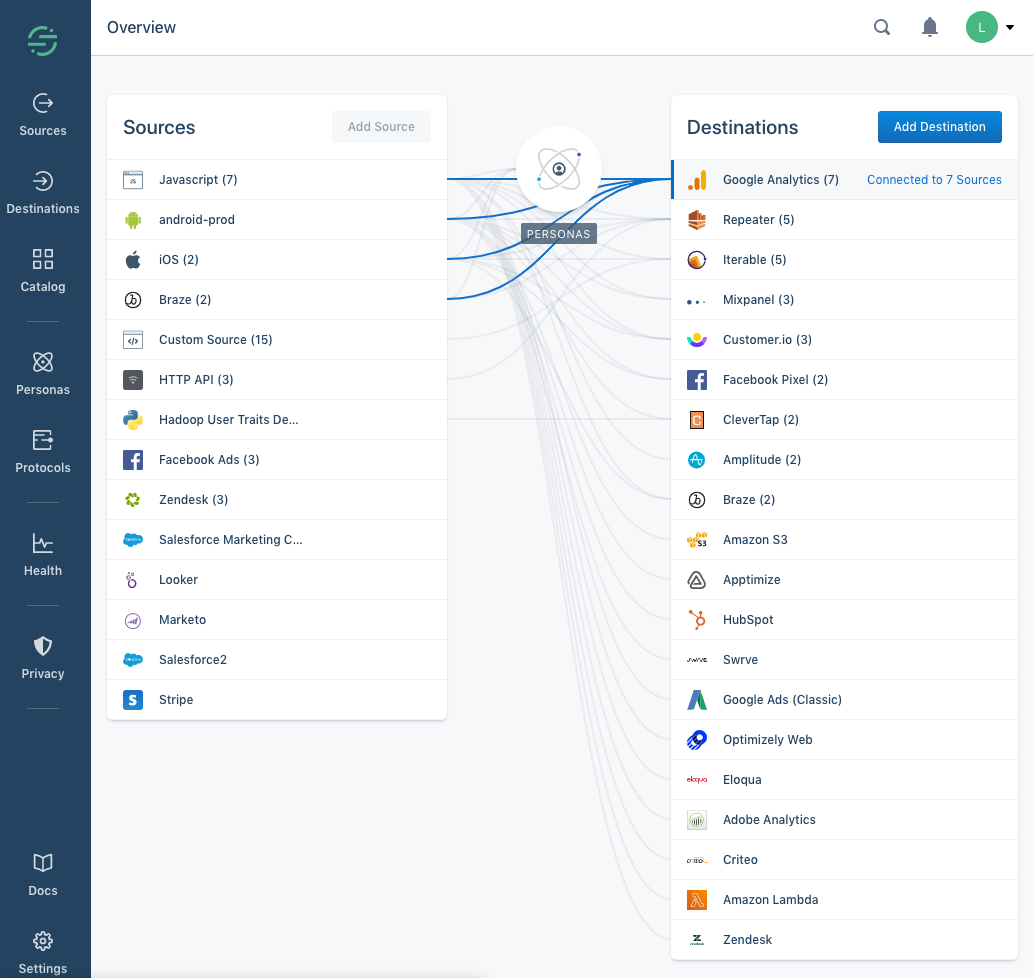 Overview
L
Sources
Destinations
Catalog
Personas
Protocols
Health
Privacy
Docs
Settings
Sources
Add Source
Javascript (7)
android-prod
iOS (2)
Braze (2)
Custom Source (15)
HTTP API (3)
Hadoop User Traits De...
Facebook Ads (3)
Zendesk (3)
Salesforce Marketing C...
Looker
Marketo
Salesforce2
Stripe
PERSONAS
Destinations
Add Destination
Google Analytics (7) Connected to 7 Sources
Repeater (5)
Iterable (5)
Mixpanel (3)
Customer.io (3)
Facebook Pixel (2)
CleverTap (2)
Amplitude (2)
Braze (2)
S3 Amazon S3
Apptimize
HubSpot
Swrve
Google Ads (Classic)
Optimizely Web
eloqua Eloqua
Adobe Analytics
Criteo
Amazon Lambda
Zendesk